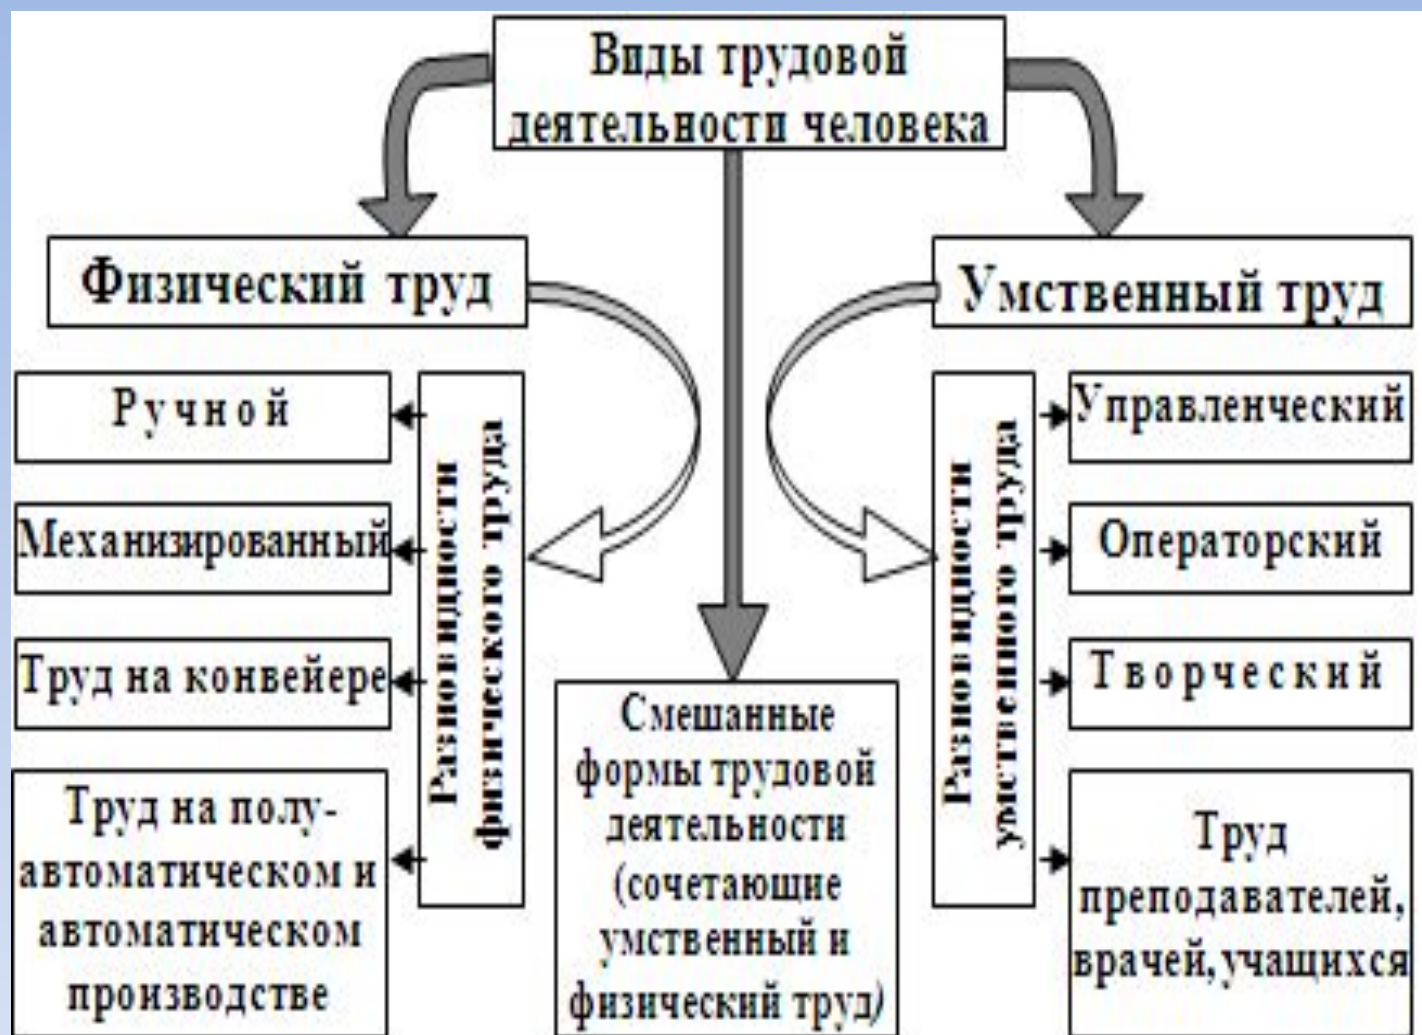 Виды трудовой
деятельности человека
Физический труд
Умственный труд
Ручной
Механизированный
Труд на конвейере
Труд на полу-
автоматическом и
автоматическом
производстве
Разновидности
физического труда
Смешанные
формы трудовой
деятельности
(сочетающие
умственный и
физический труд)
Разновидности
умственного труда
Управленческий
Операторский
Творческий
Труд
преподавателей,
врачей, учащихся